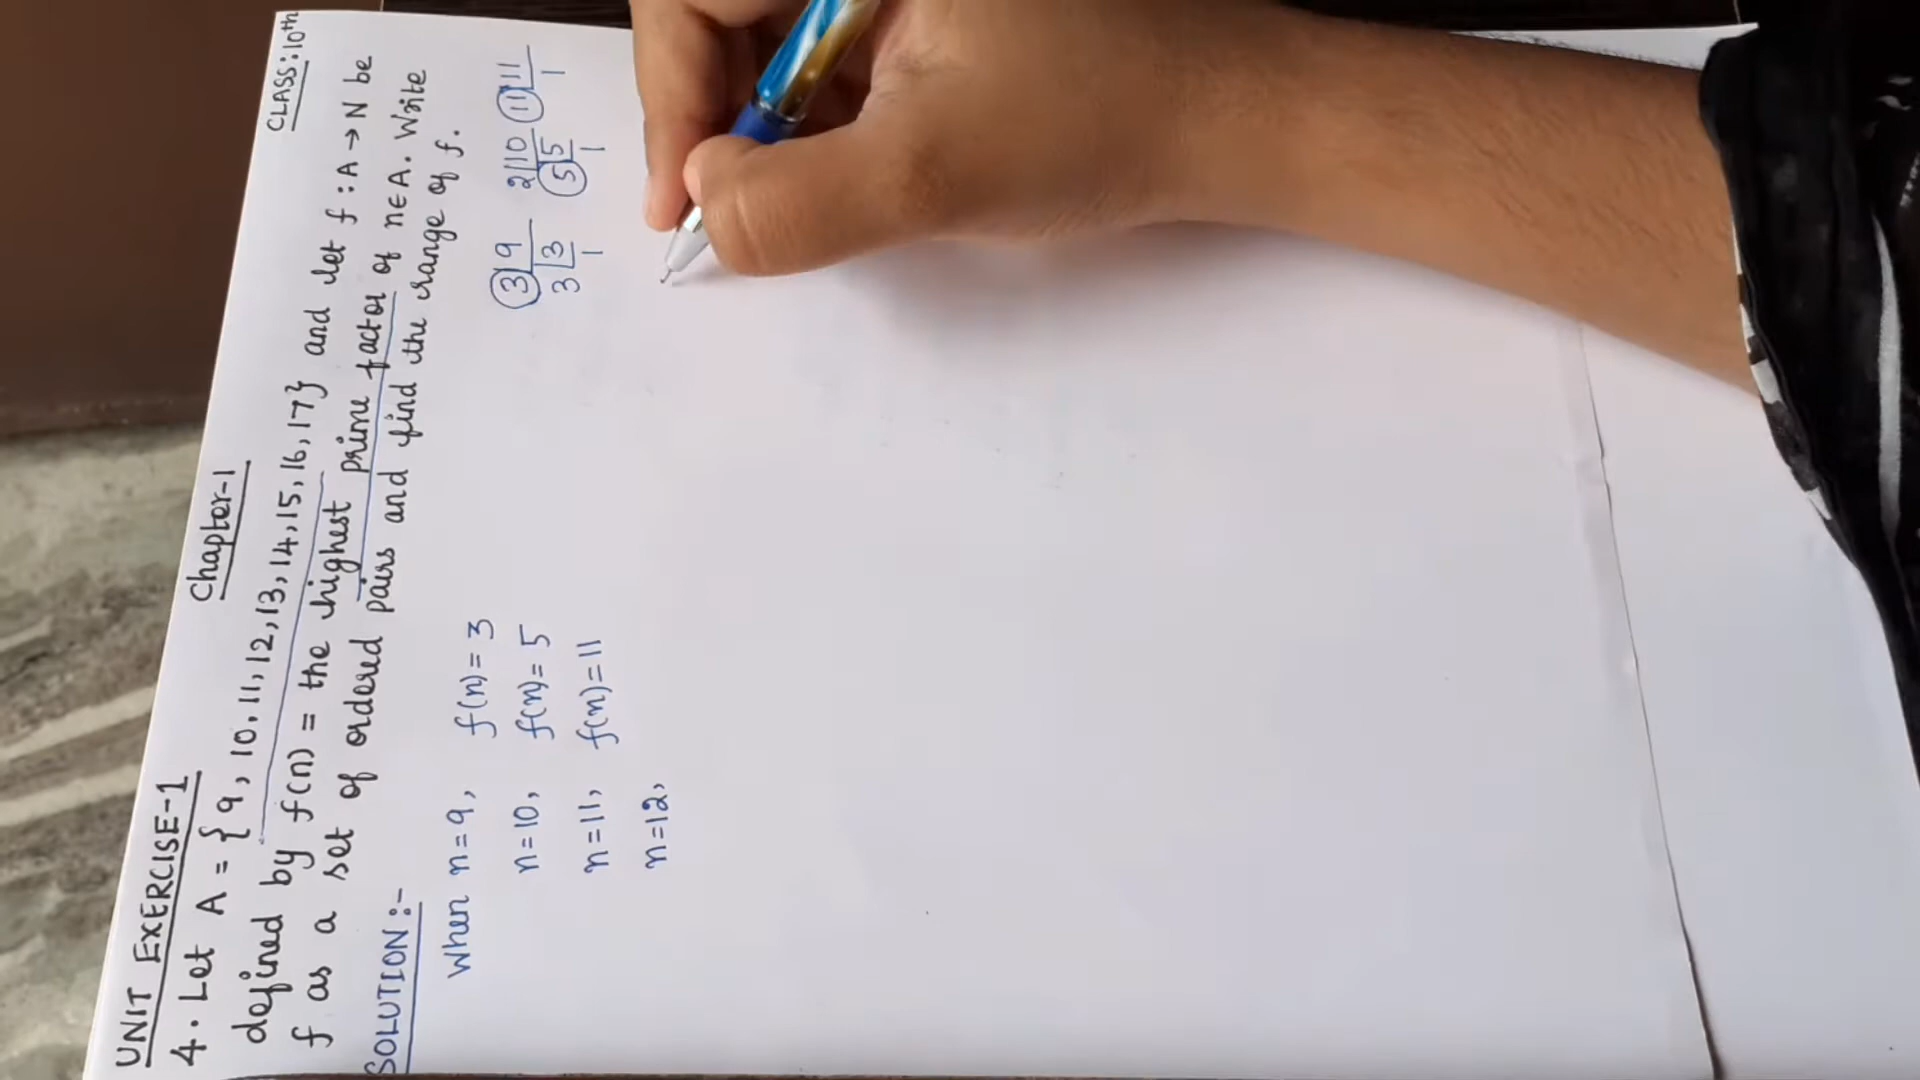 CLASS: 10th
Chapter-1
UNIT EXERCISE-1
4. Let A = { 9, 10, 11, 12, 13, 14, 15, 16, 17} and let f : A → N be
defined by f(n) = the highest prime factor of n∈A. Write
f as a set of ordered pairs and find the range of f.
SOLUTION:-
When n=9, f(n) = 3
n=10, f(n)= 5
n=11, f(n)=11
n=12,
3 9
3 3
1
2 10
5 5
1
11 11
1